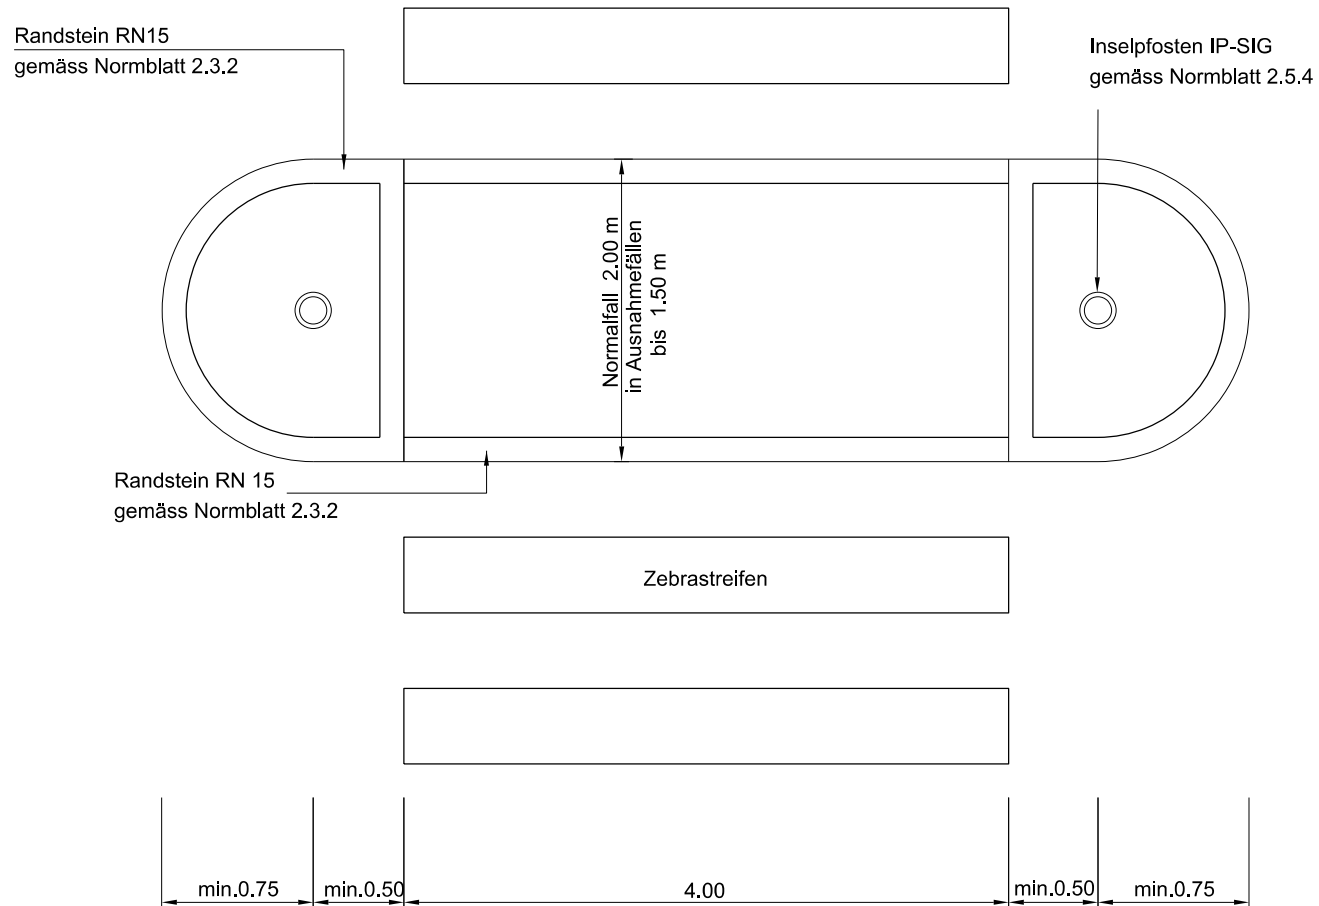 Randstein RN15
gemäss Normblatt 2.3.2
Inselpfosten IP-SIG
gemäss Normblatt 2.5.4
Normalfall 2.00 m
in Ausnahmefällen
bis 1.50 m
Randstein RN 15
gemäss Normblatt 2.3.2
Zebrastreifen
min.0.75
min.0.50
4.00
min.0.50
min.0.75